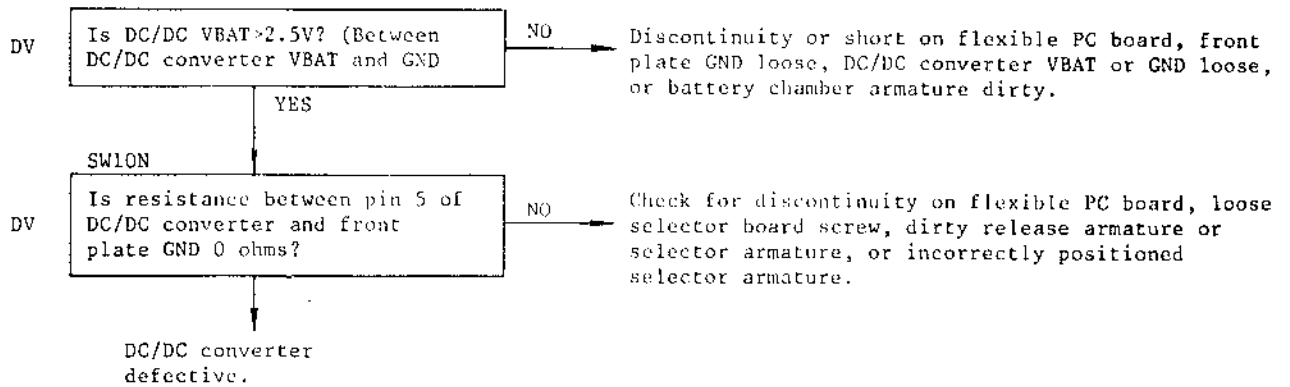 DV
Is DC/DC VBAT>2.5V? (Between
DC/DC converter VBAT and GND
NO
Discontinuity or short on flexible PC board, front
plate GND loose, DC/DC converter VBAT or GND loose,
or battery chamber armature dirty.
YES
SW1ON
DV
Is resistance between pin 5 of
DC/DC converter and front
plate GND 0 ohms?
NO
Check for discontinuity on flexible PC board, loose
selector board screw, dirty release armature or
selector armature, or incorrectly positioned
selector armature.
DC/DC converter
defective.